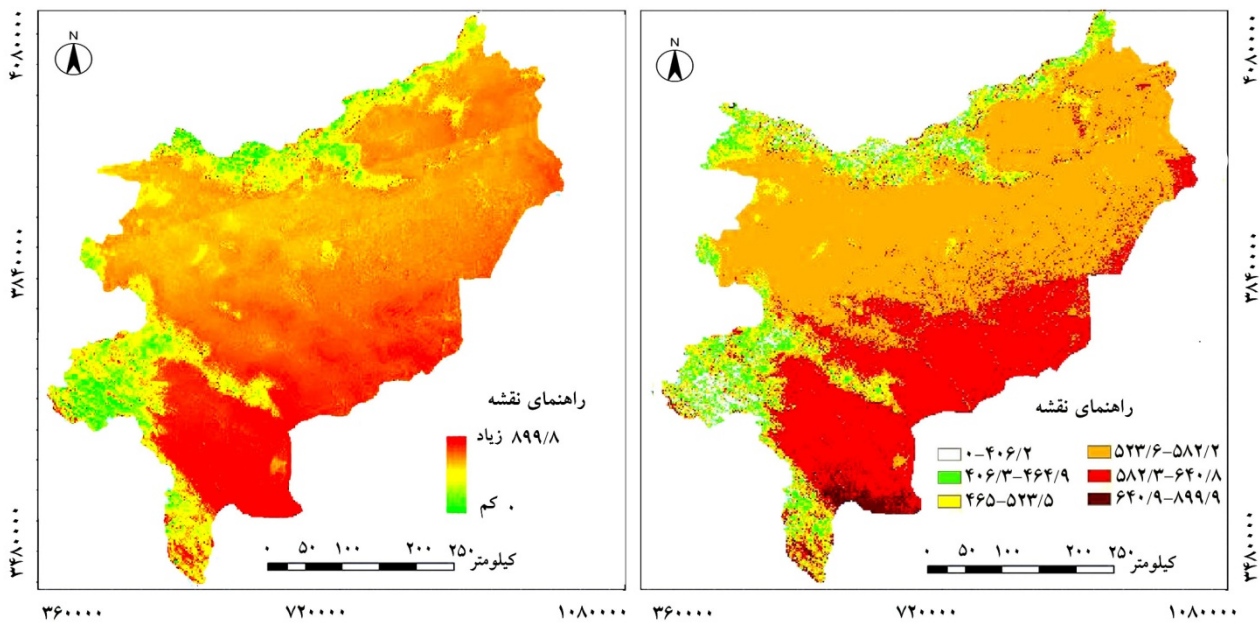 N
۴۰۸۰۰۰۰
۳۸۴۰۰۰۰
۳۴۸۰۰۰۰
راهنمای نقشه
زیاد ۸۹۹/۸
کم ۰
۰ ۵۰ ۱۰۰ ۲۰۰ ۲۵۰
کیلومتر
۳۶۰۰۰۰ ۷۲۰۰۰۰ ۱۰۸۰۰۰۰
N
۴۰۸۰۰۰۰
۳۸۴۰۰۰۰
۳۴۸۰۰۰۰
راهنمای نقشه
۰-۴۰۶/۲
۴۰۶/۳-۴۶۴/۹
۴۶۵-۵۲۳/۵
۵۲۳/۶-۵۸۲/۲
۵۸۲/۳-۶۴۰/۸
۶۴۰/۹-۸۹۹/۹
۰ ۵۰ ۱۰۰ ۲۰۰ ۲۵۰
کیلومتر
۳۶۰۰۰۰ ۷۲۰۰۰۰ ۱۰۸۰۰۰۰